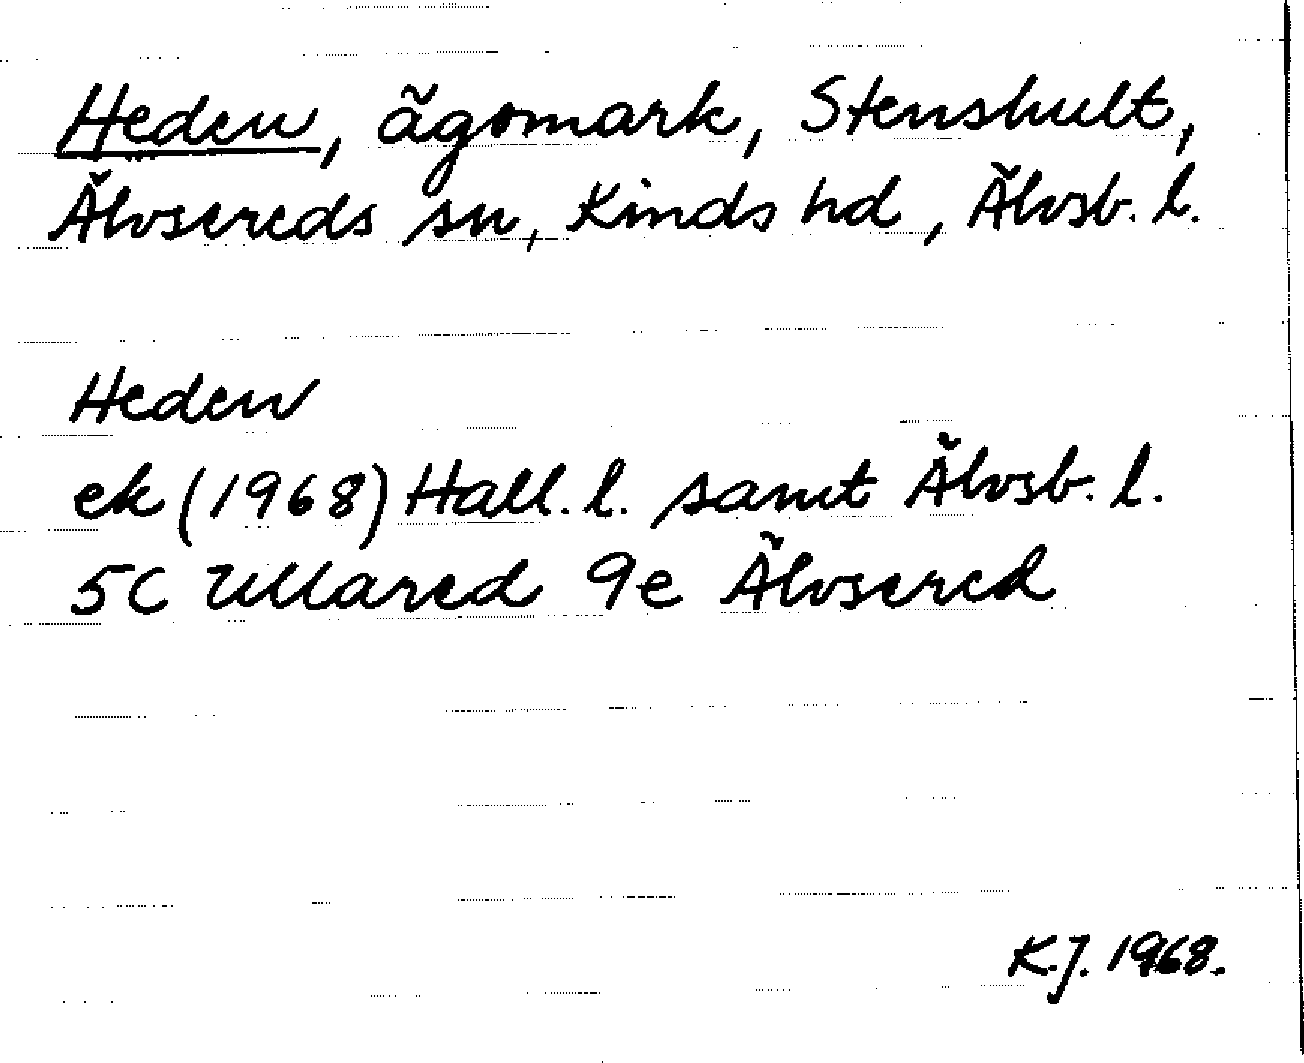 Heden, ägomark, Stenshult,
Älvsereds sn, Kinds hd, Älvsb. l.
Heden
ek (1968) Hall. l. samt Älvsb. l.
5C Ullared 9e Älvsered
K.J. 1968.